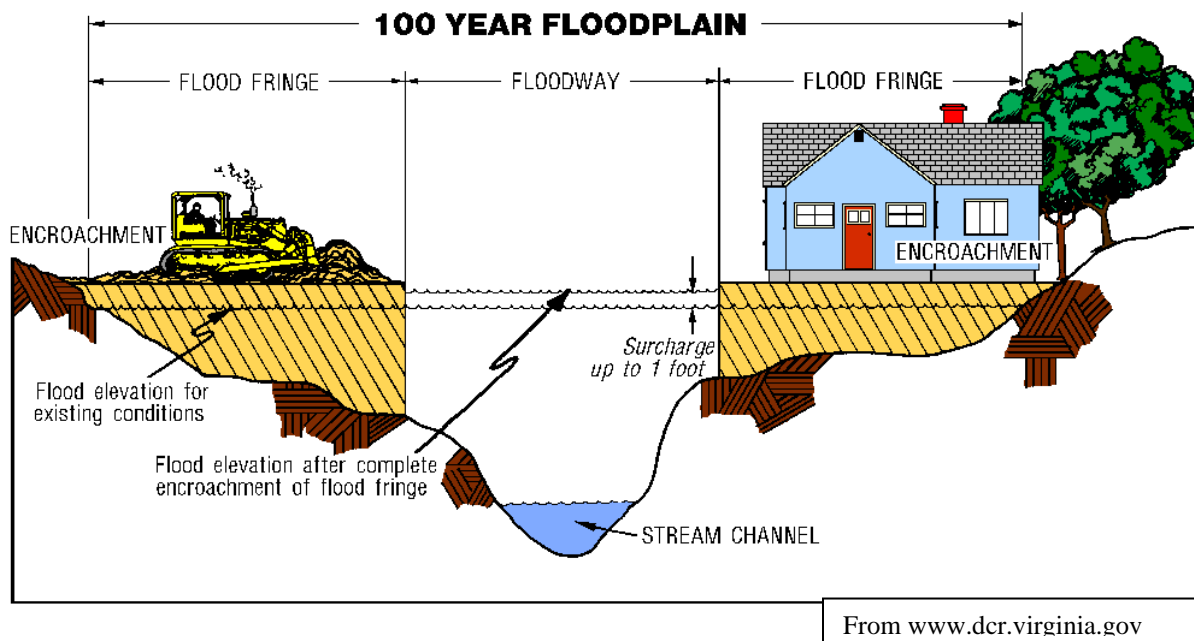 100 YEAR FLOODPLAIN
FLOOD FRINGE
FLOODWAY
FLOOD FRINGE
ENCROACHMENT
ENCROACHMENT
Surcharge
up to 1 foot
Flood elevation for
existing conditions
Flood elevation after complete
encroachment of flood fringe
STREAM CHANNEL
From www.dcr.virginia.gov